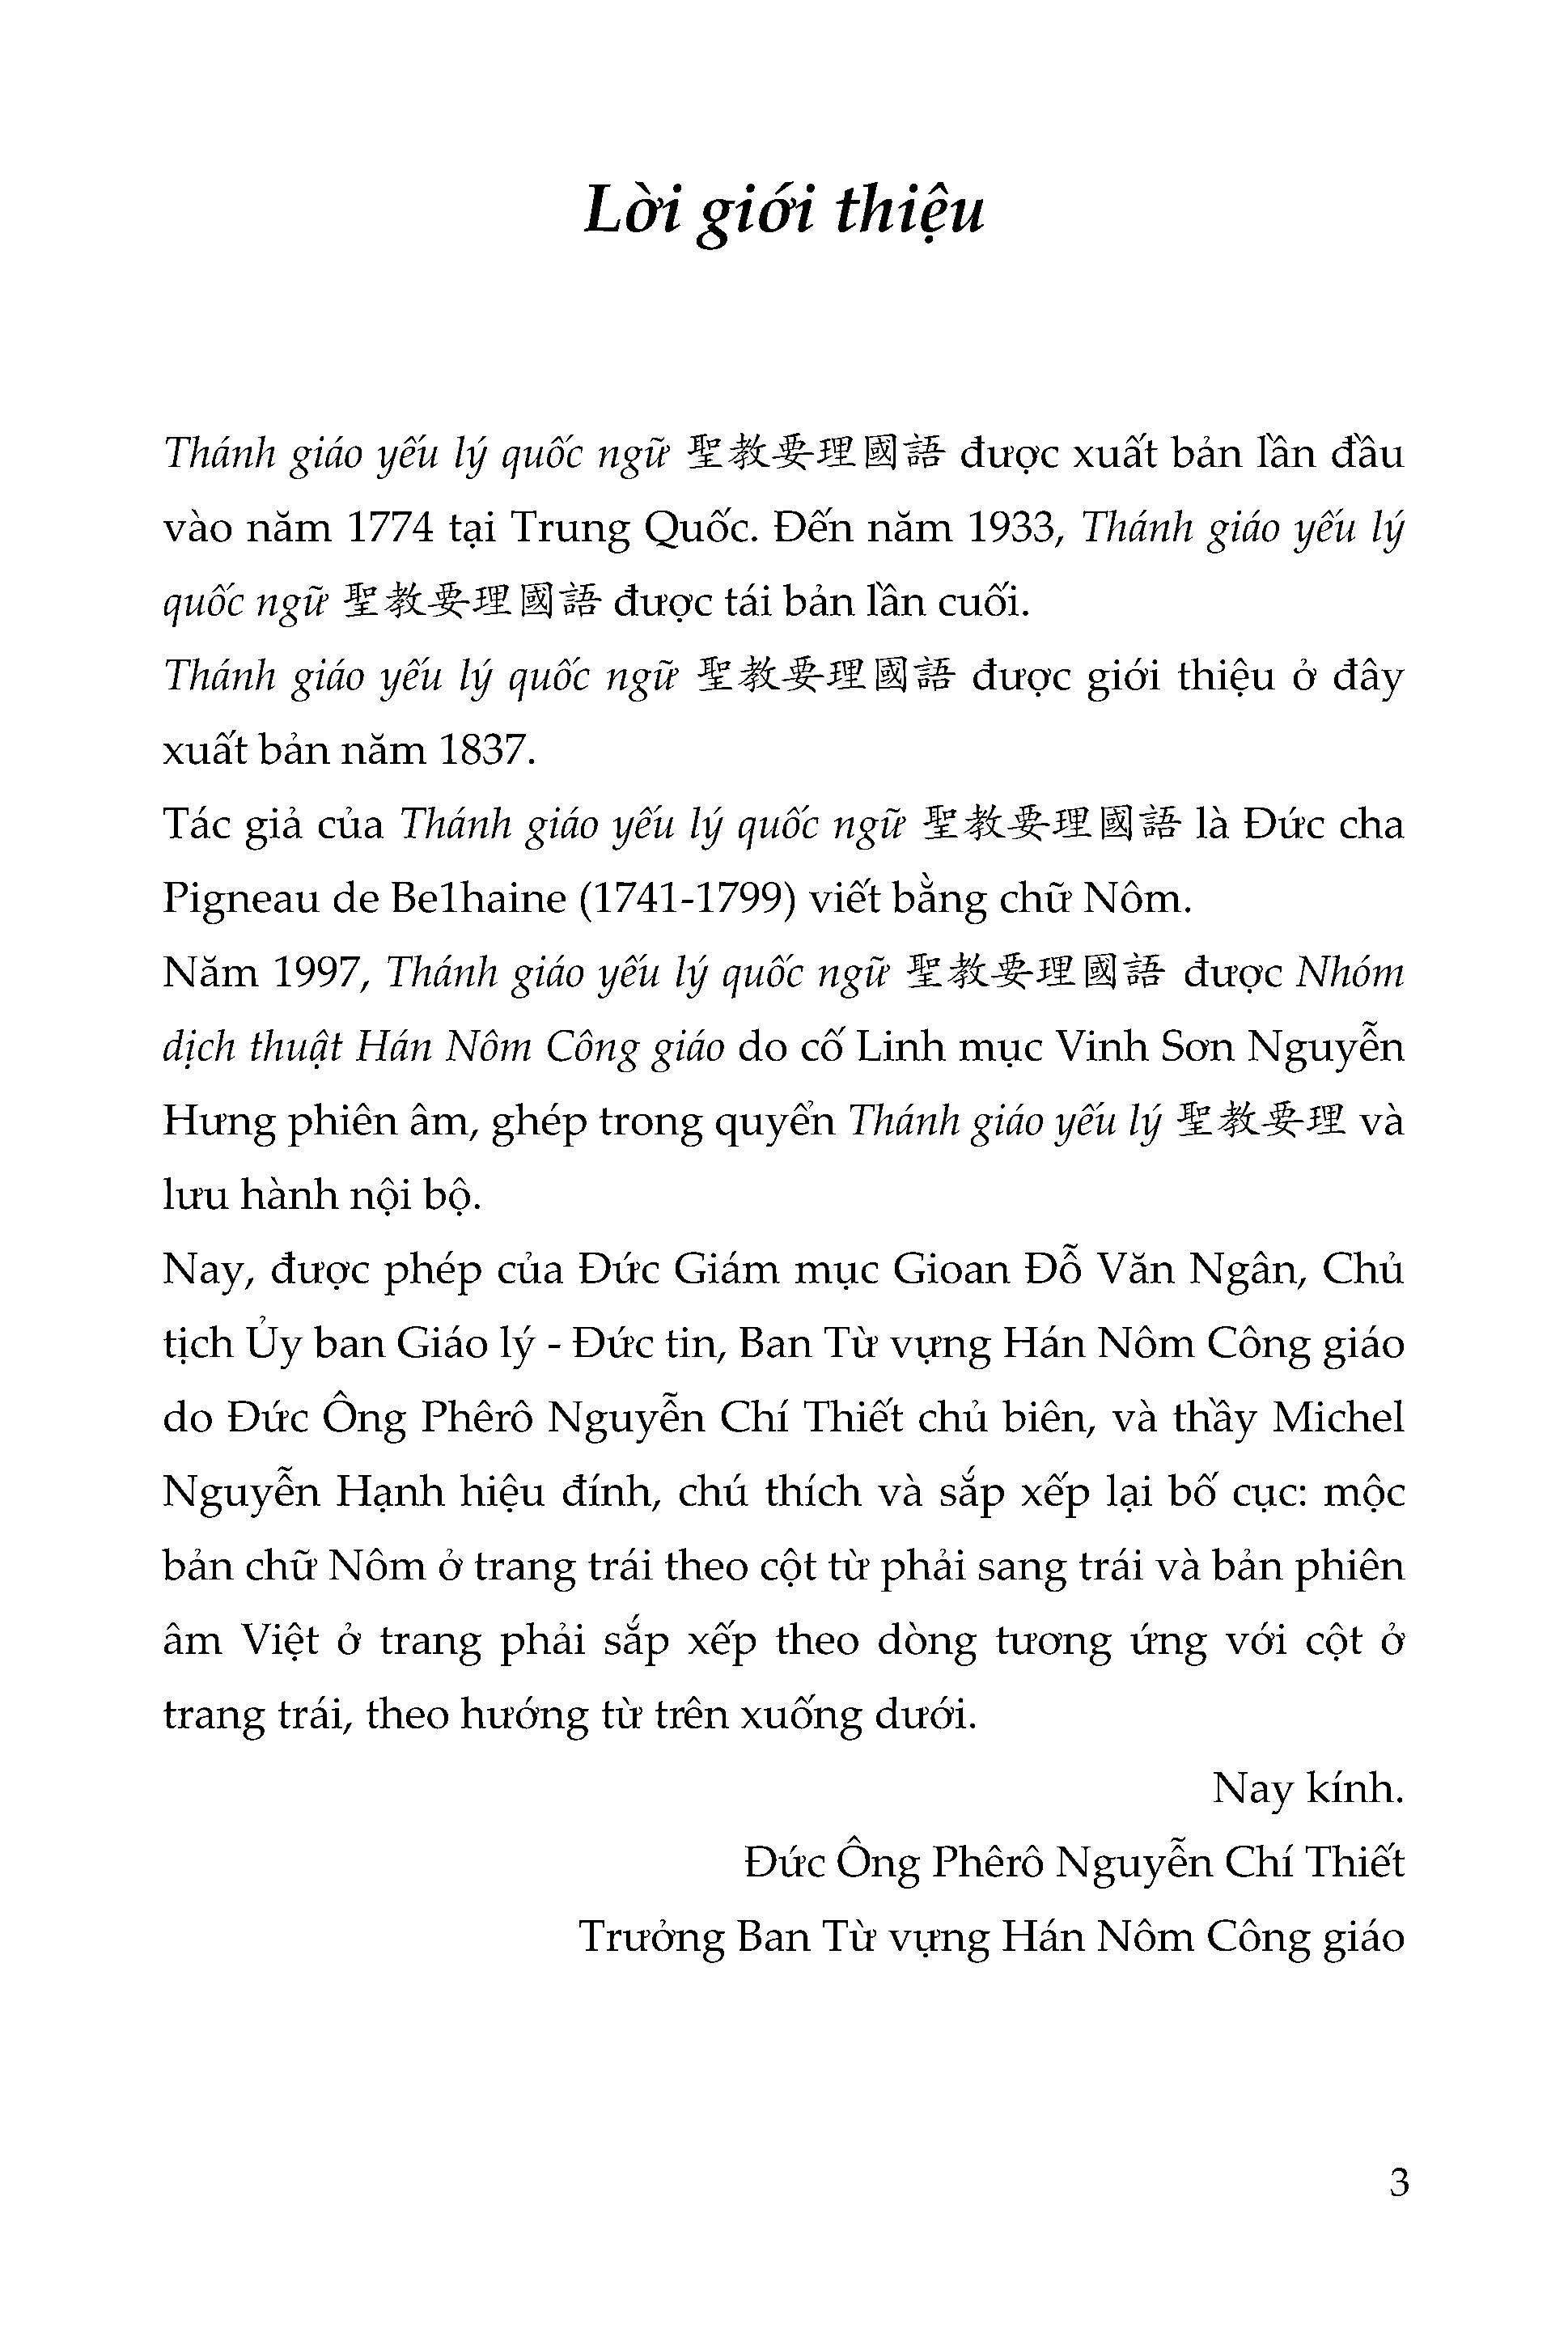 Lời giới thiệu
Thánh giáo yếu lý quốc ngữ 聖教要理國語 được xuất bản lần đầu
vào năm 1774 tại Trung Quốc. Đến năm 1933, Thánh giáo yếu lý
quốc ngữ 聖教要理國語 được tái bản lần cuối.
Thánh giáo yếu lý quốc ngữ 聖教要理國語 được giới thiệu ở đây
xuất bản năm 1837.
Tác giả của Thánh giáo yếu lý quốc ngữ 聖教要理國語 là Đức cha
Pigneau de Be1haine (1741-1799) viết bằng chữ Nôm.
Năm 1997, Thánh giáo yếu lý quốc ngữ 聖教要理國語 được Nhóm
dịch thuật Hán Nôm Công giáo do cố Linh mục Vinh Sơn Nguyễn
Hưng phiên âm, ghép trong quyển Thánh giáo yếu lý 聖教要理 và
lưu hành nội bộ.
Nay, được phép của Đức Giám mục Gioan Đỗ Văn Ngân, Chủ
tịch Ủy ban Giáo lý - Đức tin, Ban Từ vựng Hán Nôm Công giáo
do Đức Ông Phêrô Nguyễn Chí Thiết chủ biên, và thầy Michel
Nguyễn Hạnh hiệu đính, chú thích và sắp xếp lại bố cục: mộc
bản chữ Nôm ở trang trái theo cột từ phải sang trái và bản phiên
âm Việt ở trang phải sắp xếp theo dòng tương ứng với cột ở
trang trái, theo hướng từ trên xuống dưới.
Nay kính.
Đức Ông Phêrô Nguyễn Chí Thiết
Trưởng Ban Từ vựng Hán Nôm Công giáo
3